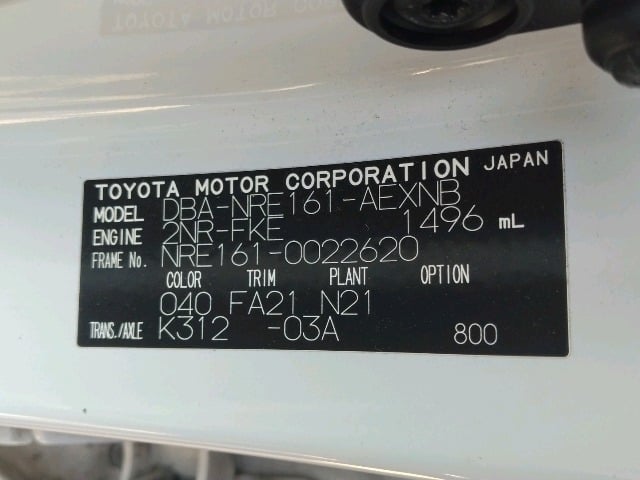 TOYOTA MOTOR CORPORATION JAPAN
MODEL DBA-NRE161-AEXNB
ENGINE 2NR-FKE 1496 mL
FRAME No. NRE161-0022620
COLOR TRIM PLANT OPTION
040 FA21 N21
TRANS./AXLE K312 -03A 800